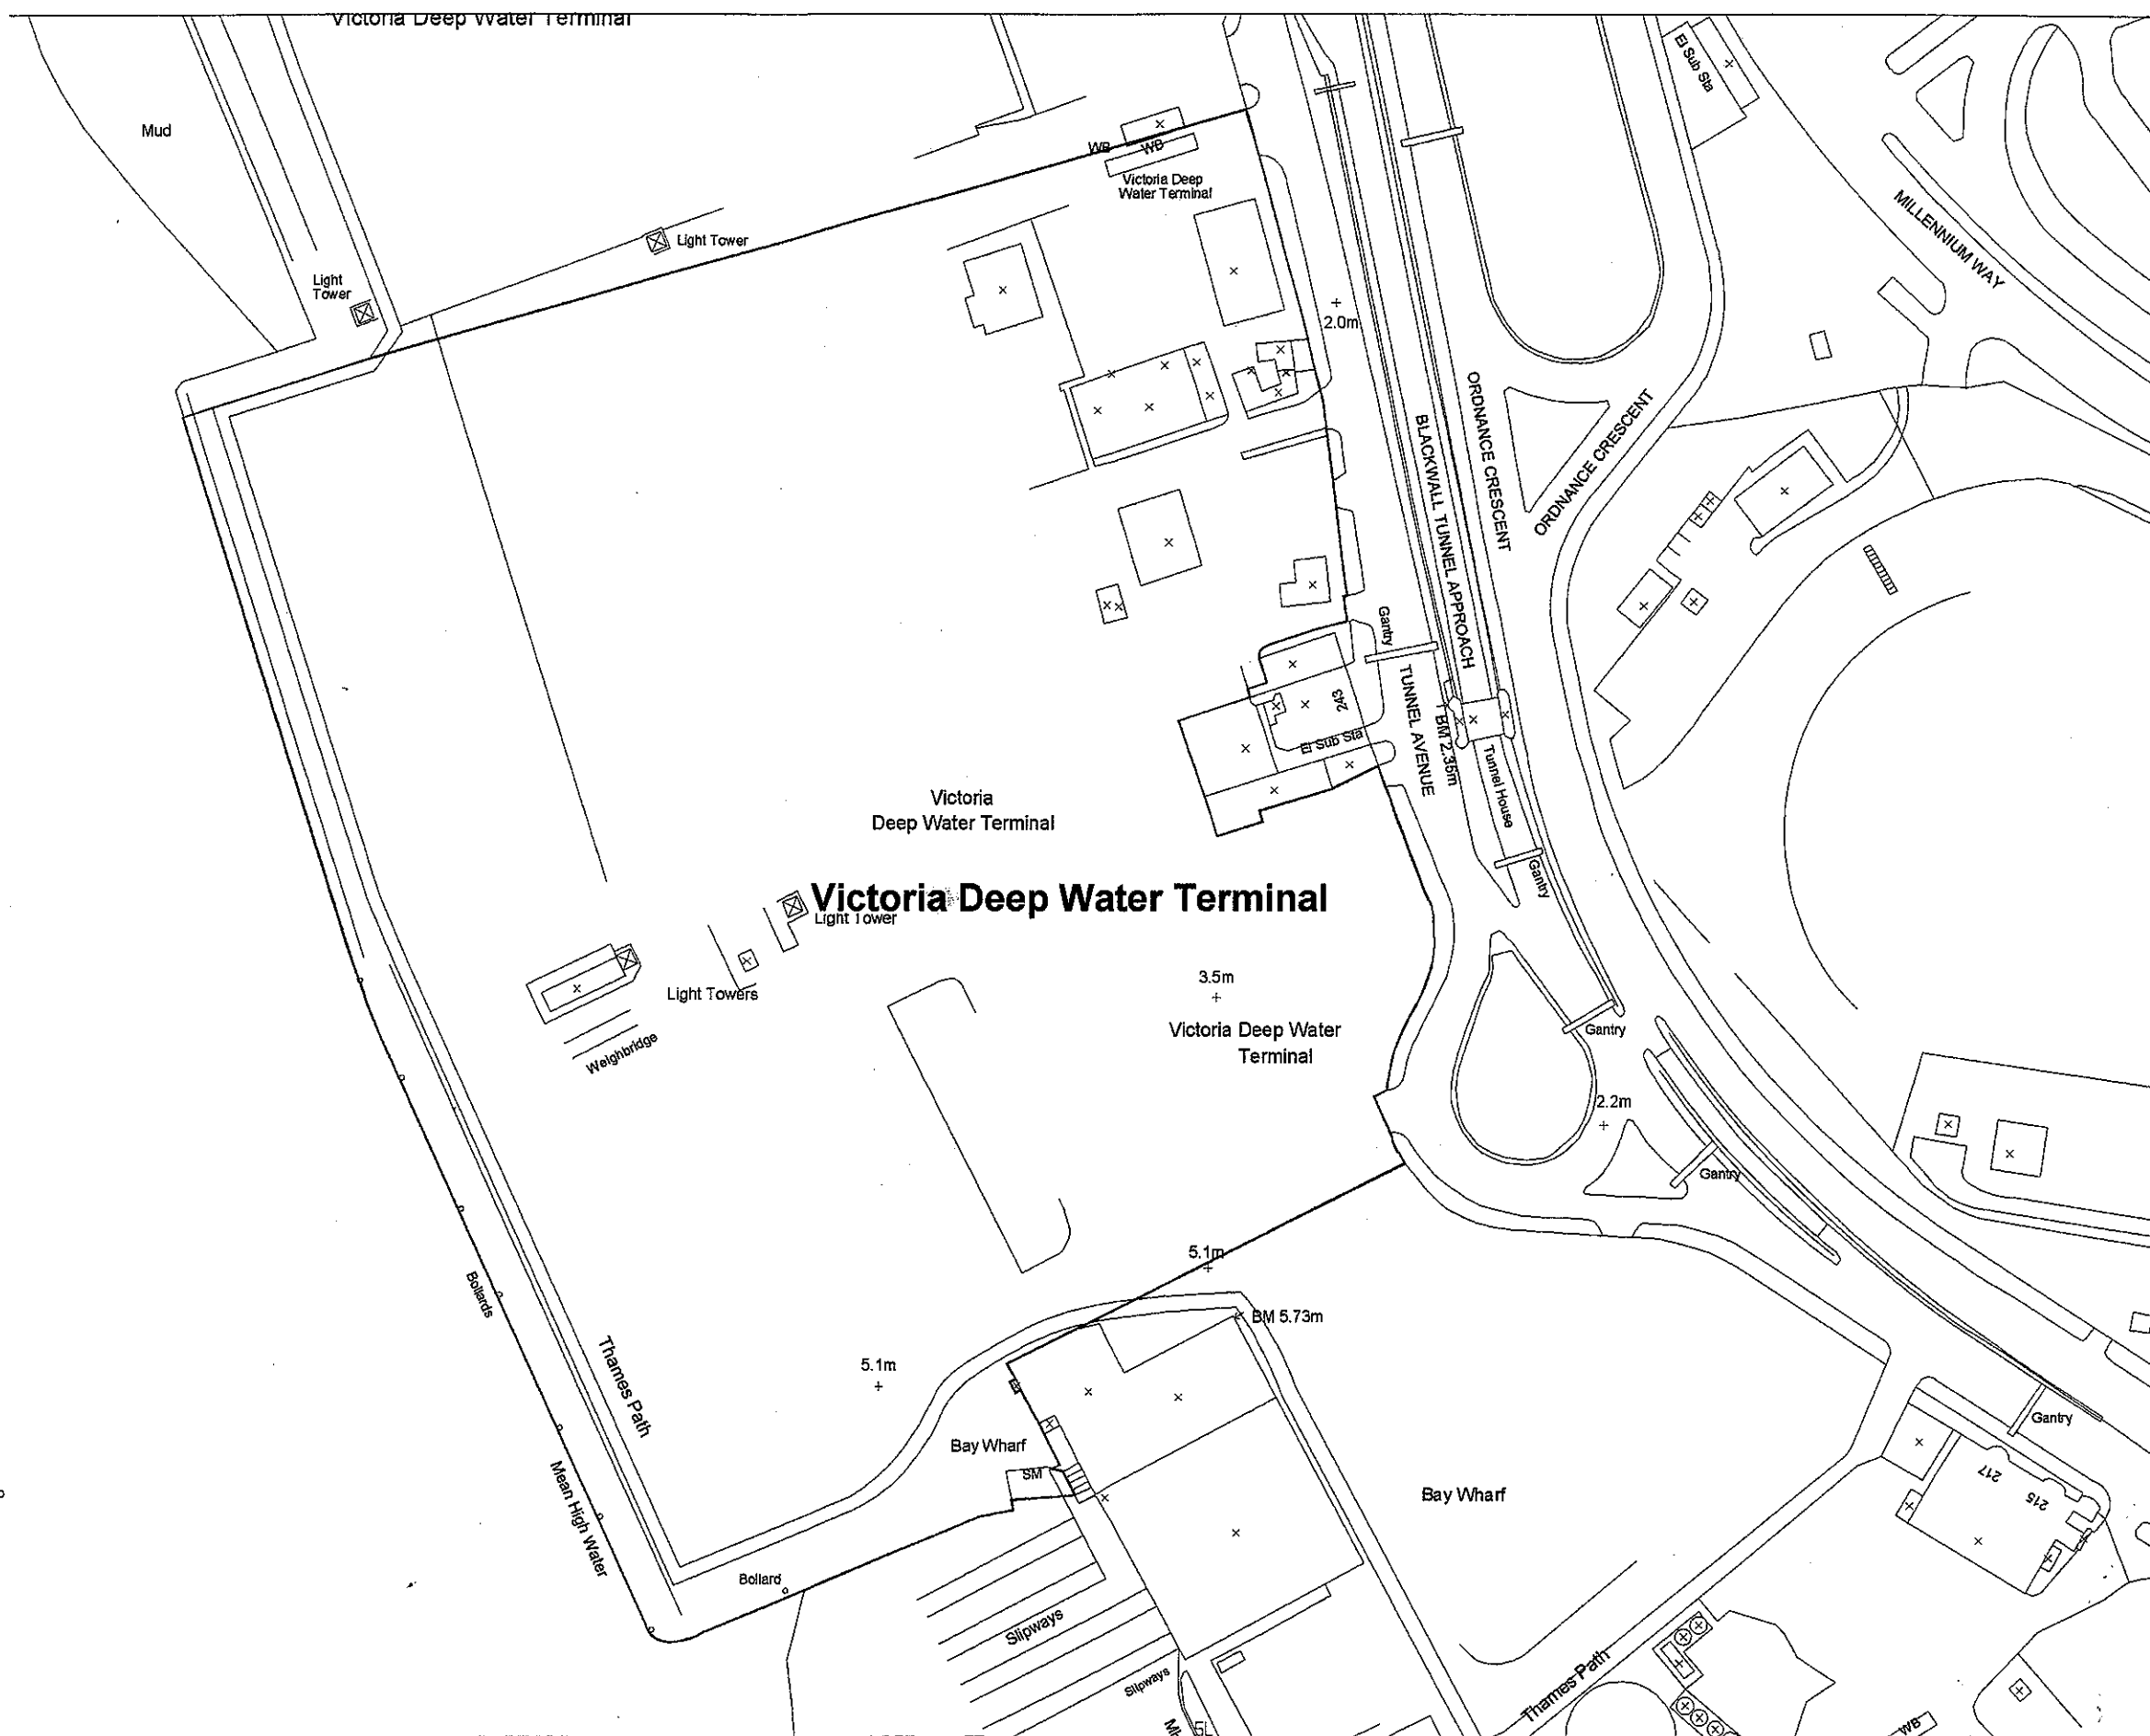 Victoria Deep Water Terminal
Mud
El Sub Sta
WB
WB
Victoria Deep
Water Terminal
MILLENNIUM WAY
Light Tower
Light
Tower
2.0m
ORDNANCE CRESCENT
ORDNANCE CRESCENT
BLACKWALL TUNNEL APPROACH
Gantry
TUNNEL AVENUE
243
El Sub Sta
BM 2.35m
Tunnel House
Victoria
Deep Water Terminal
Gantry
Victoria Deep Water Terminal
Light Tower
Light Towers
Weighbridge
3.5m
Victoria Deep Water
Terminal
Gantry
2.2m
Gantry
5.1m
Bollards
BM 5.73m
Thames Path
5.1m
Gantry
Bay Wharf
SM
217
215
Mean High Water
Bay Wharf
Bollard
Slipways
Slipways
Thames Path
WB
SL